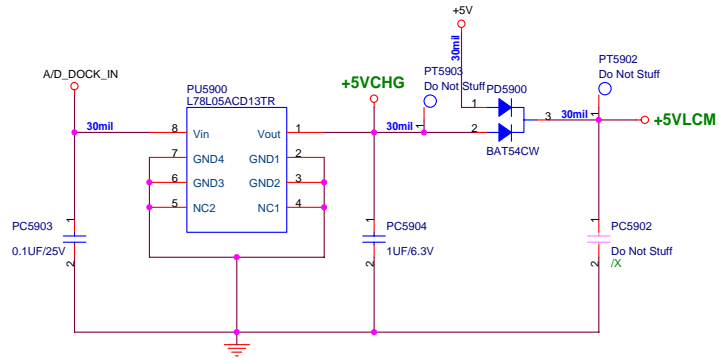 +5V
30mil
A/D_DOCK_IN
PU5900
L78L05ACD13TR
+5VCHG
PT5903
Do Not Stuff
PD5900
PT5902
Do Not Stuff
1
1
3
30mil
1
+5VLCM
30mil
8
Vin
Vout
1
30mil
1
2
BAT54CW
7
GND4
GND1
2
6
GND3
GND2
3
5
NC2
NC1
4
PC5903
1
0.1UF/25V
2
PC5904
1
1UF/6.3V
2
PC5902
1
Do Not Stuff
2
/X